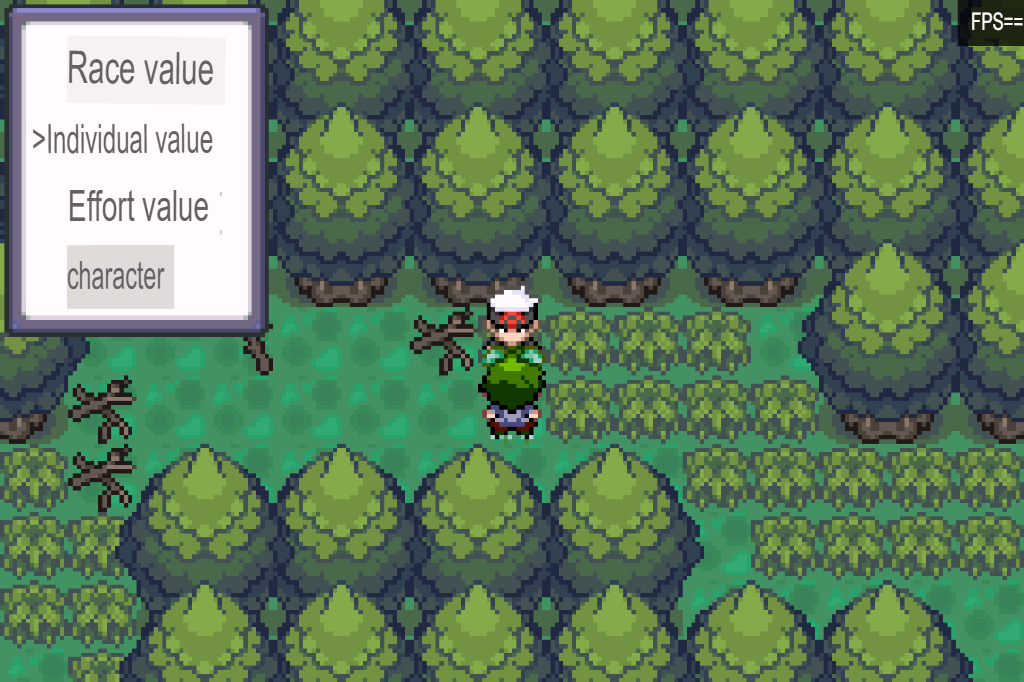 FPS==
Race value
>Individual value
Effort value
character